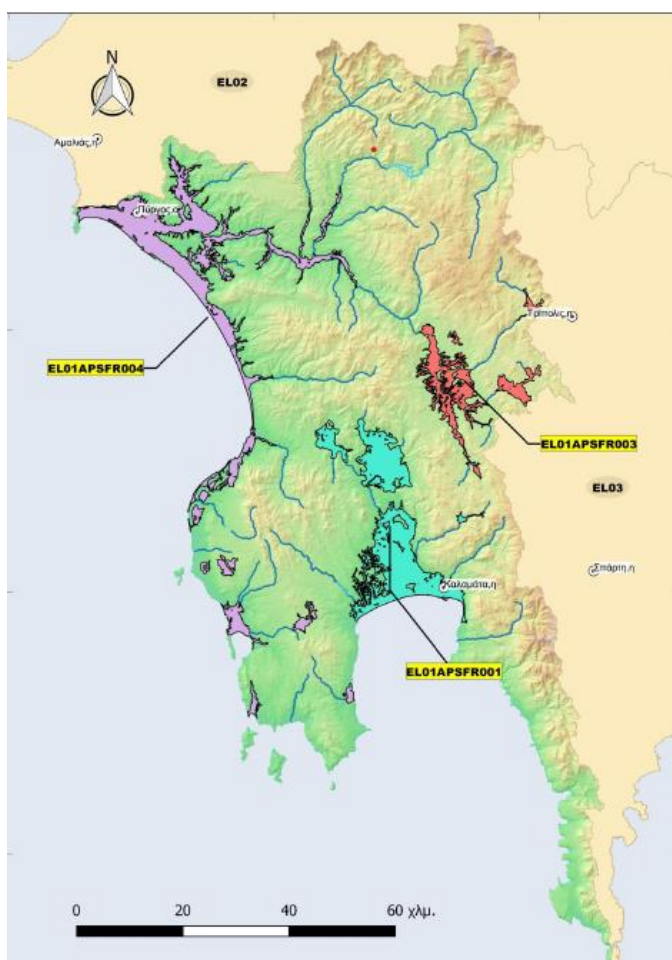 N
EL02
Αμαλιάς,η
Πύργος,ο
Τρίπολις,η
EL01APSFR004
EL01APSFR003
EL03
Σπάρτη,η
Καλαμάτα,η
EL01APSFR001
0 20 40 60 χλμ.